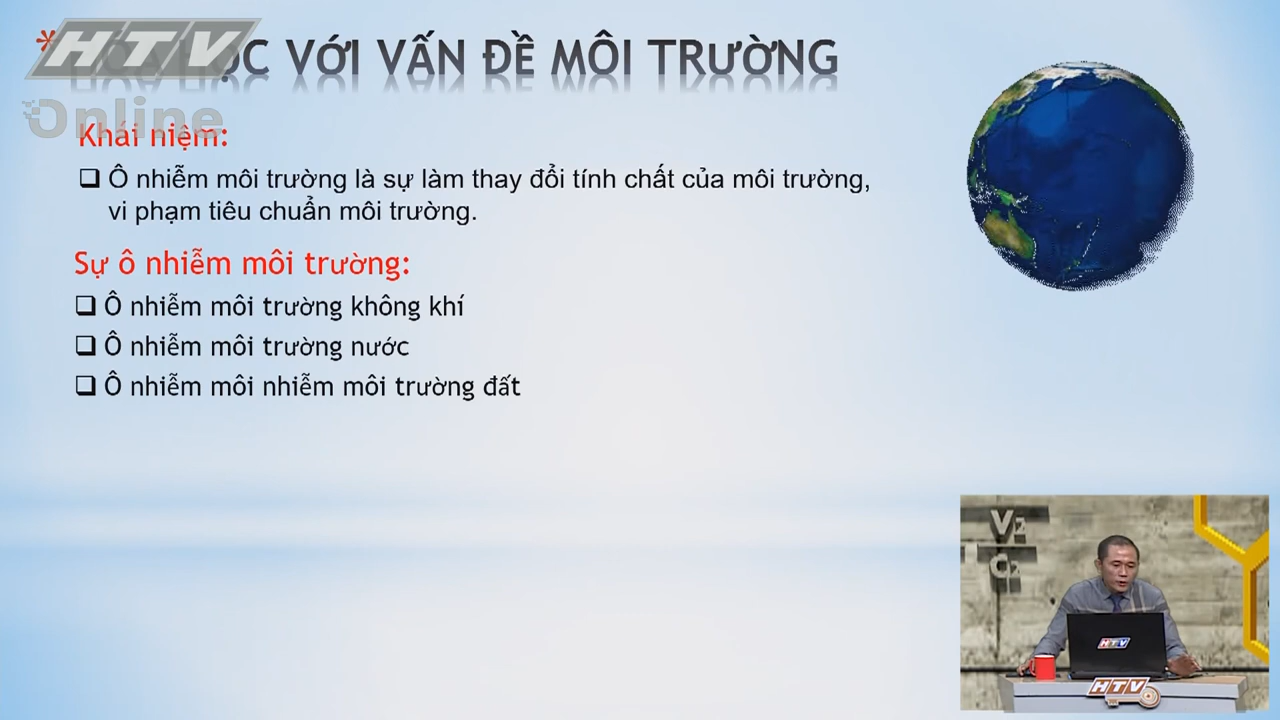 HTV
Online
* HỌC VỚI VẤN ĐỀ MÔI TRƯỜNG
Khái niệm:
❑ Ô nhiễm môi trường là sự làm thay đổi tính chất của môi trường,
vi phạm tiêu chuẩn môi trường.
Sự ô nhiễm môi trường:
❑ Ô nhiễm môi trường không khí
❑ Ô nhiễm môi trường nước
❑ Ô nhiễm môi nhiễm môi trường đất
HTV
HTV